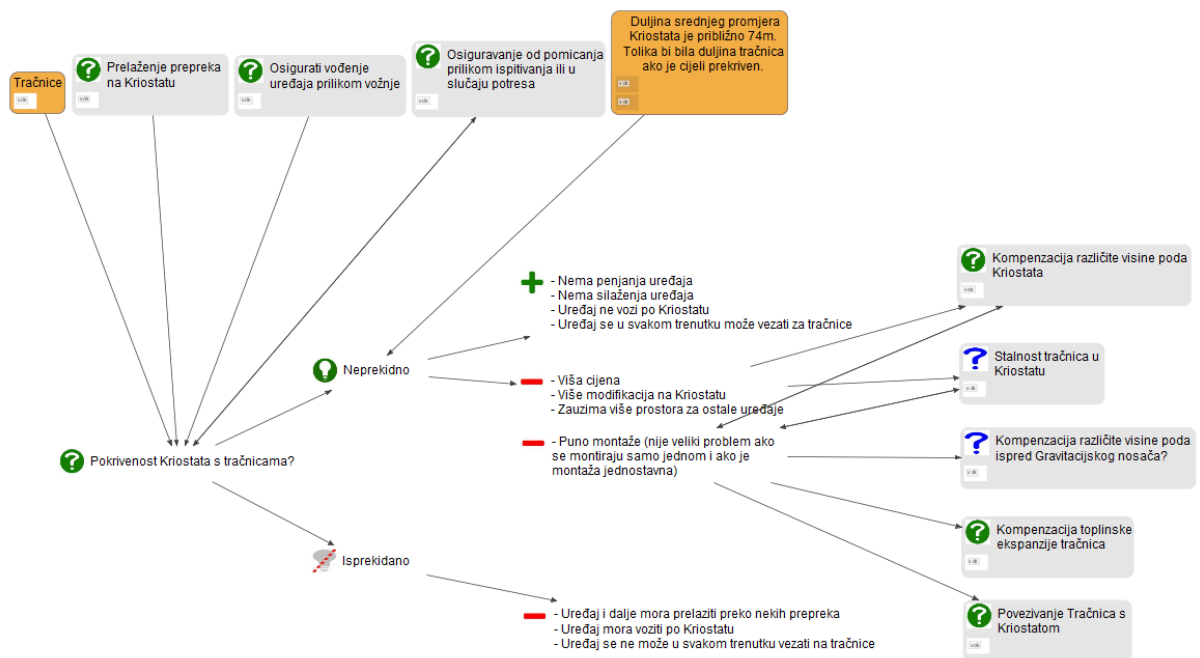 Tračnice
Prelaženje prepreka
na Kriostatu
Osigurati vođenje
uređaja prilikom vožnje
Osiguravanje od pomicanja
prilikom ispitivanja ili u
slučaju potresa
Duljina srednjeg promjera
Kriostata je približno 74m.
Tolika bi bila duljina tračnica
ako je cijeli prekriven.
Kompenzacija različite visine poda
Kriostata
- Nema penjanja uređaja
- Nema silaženja uređaja
- Uređaj ne vozi po Kriostatu
- Uređaj se u svakom trenutku može vezati za tračnice
Stalnost tračnica u
Kriostatu
Neprekidno
- Viša cijena
- Više modifikacija na Kriostatu
- Zauzima više prostora za ostale uređaje
- Puno montaže (nije veliki problem ako
se montiraju samo jednom i ako je
montaža jednostavna)
Kompenzacija različite visine poda
ispred Gravitacijskog nosača?
Pokrivenost Kriostata s tračnicama?
Kompenzacija toplinske
ekspanzije tračnica
Isprekidano
- Uređaj i dalje mora prelaziti preko nekih prepreka
- Uređaj mora voziti po Kriostatu
- Uređaj se ne može u svakom trenutku vezati na tračnice
Povezivanje Tračnica s
Kriostatom